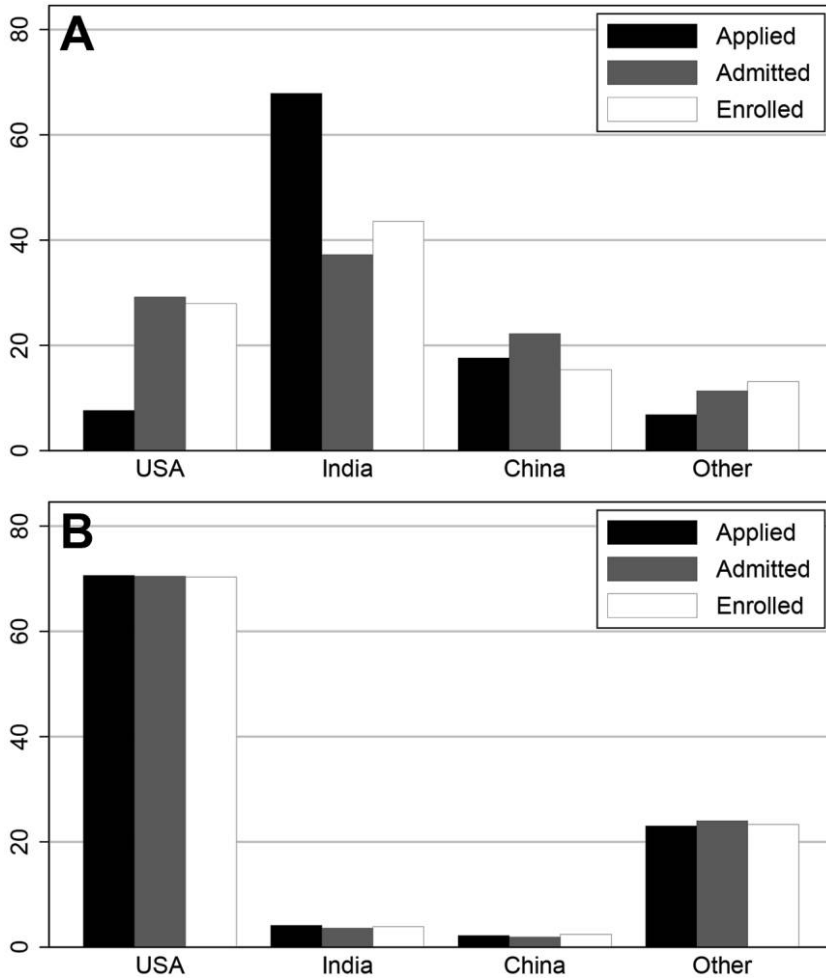 A
Applied
Admitted
Enrolled
80
60
40
20
0
USA India China Other
B
Applied
Admitted
Enrolled
80
60
40
20
0
USA India China Other